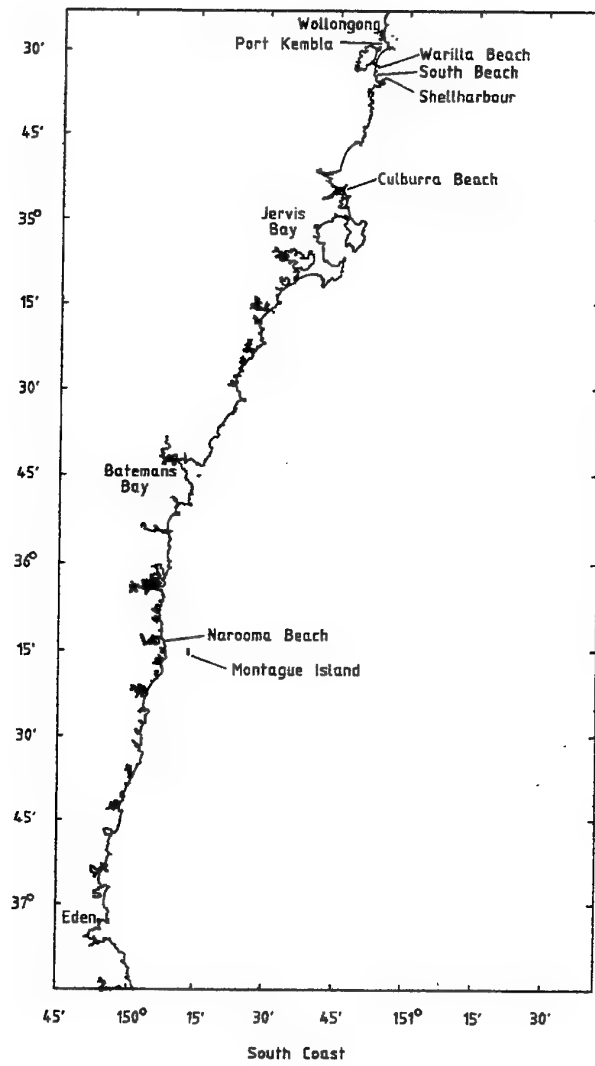 Wollongong
30'
Port Kembla
Warilla Beach
South Beach
Shellharbour
45'
Culburra Beach
35°
Jervis
Bay
15'
30'
45'
Batemans
Bay
36°
Narooma Beach
15'
Montague Island
30'
45'
37°
Eden
45' 150° 15' 30' 45' 151° 15' 30'
South Coast